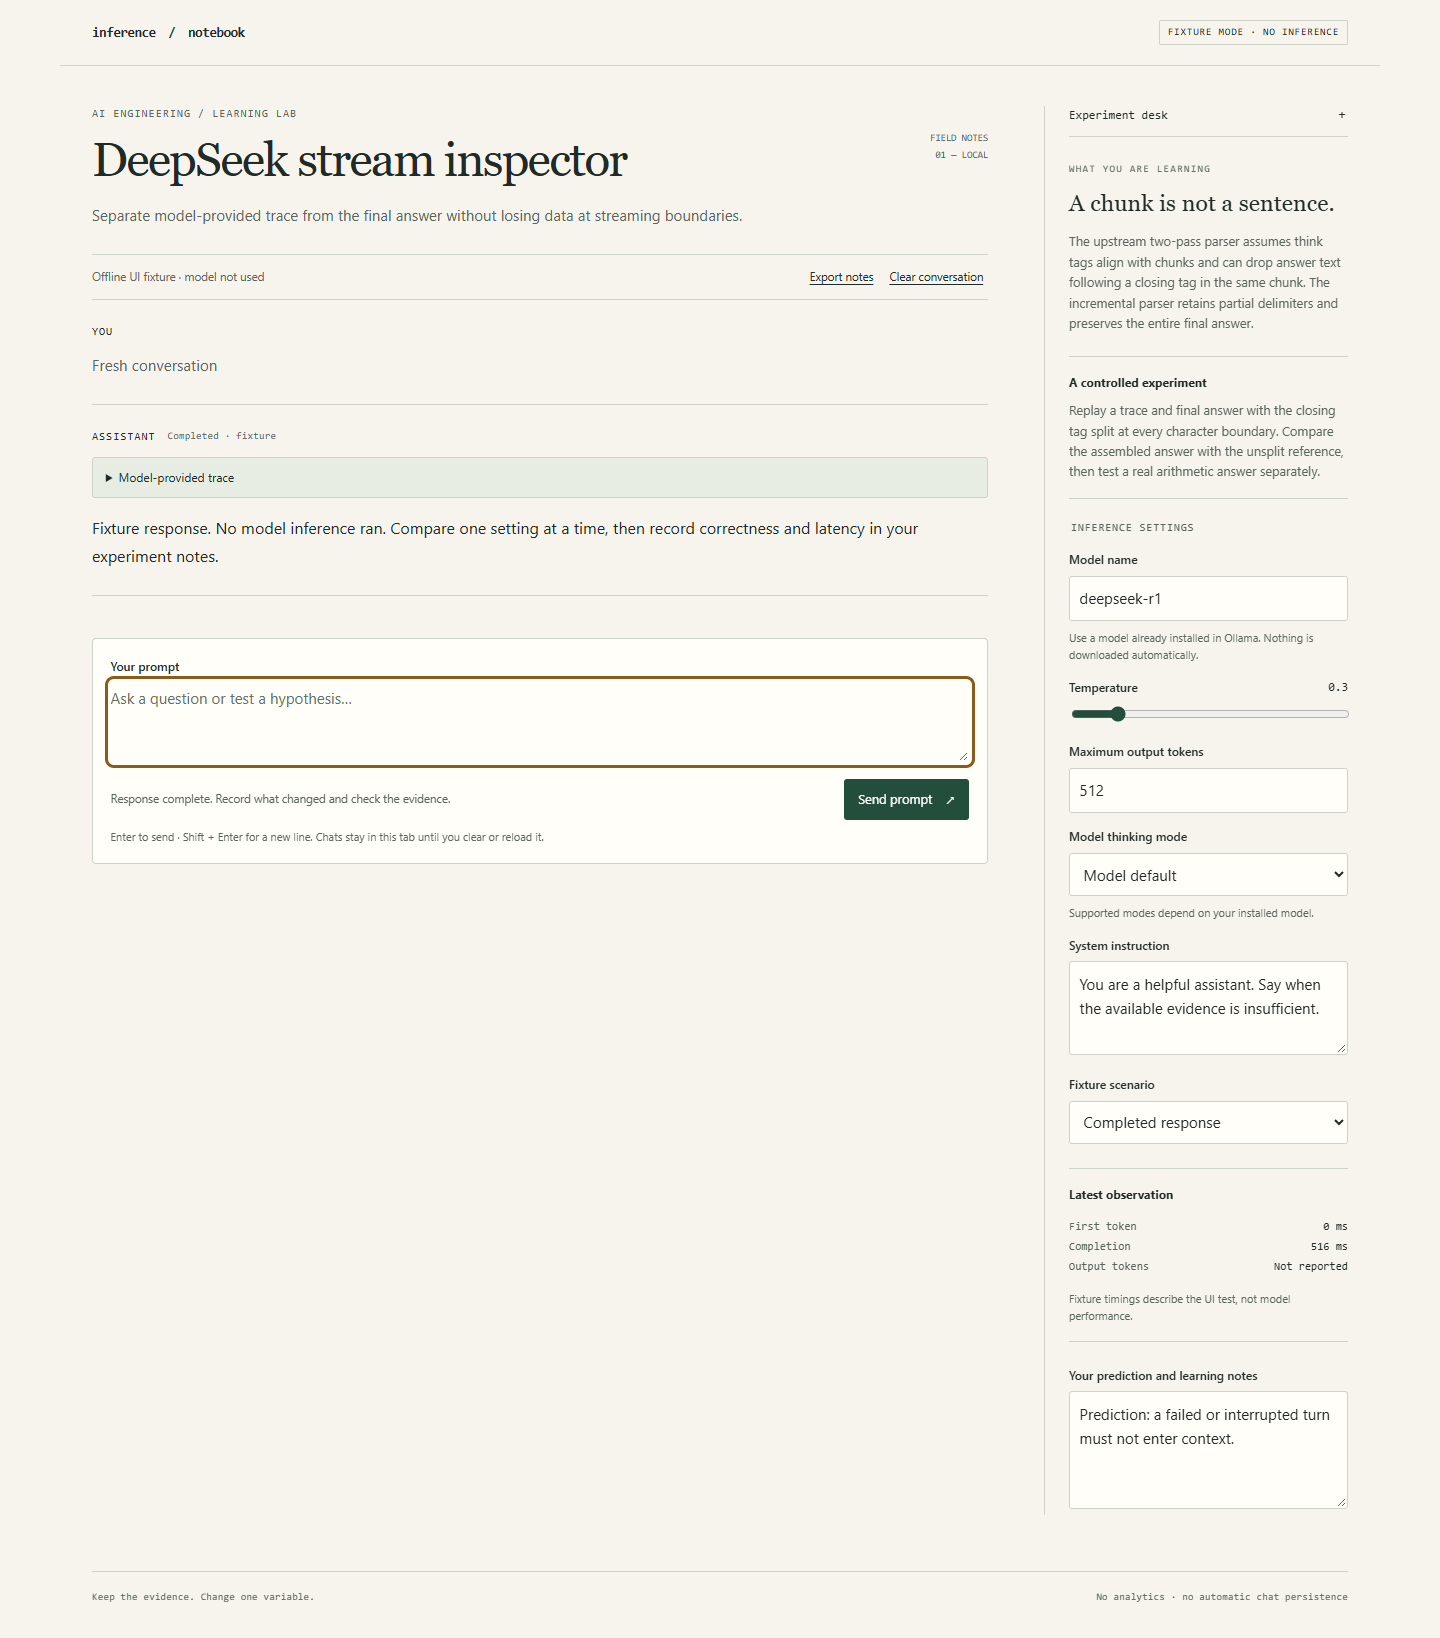 inference / notebook
FIXTURE MODE · NO INFERENCE
AI ENGINEERING / LEARNING LAB
DeepSeek stream inspector
FIELD NOTES
01 — LOCAL
Separate model-provided trace from the final answer without losing data at streaming boundaries.
Offline UI fixture · model not used
Export notes
Clear conversation
YOU
Fresh conversation
ASSISTANT
Completed · fixture
Model-provided trace
Fixture response. No model inference ran. Compare one setting at a time, then record correctness and latency in your
experiment notes.
Your prompt
Ask a question or test a hypothesis...
Response complete. Record what changed and check the evidence.
Send prompt ↗
Enter to send · Shift + Enter for a new line. Chats stay in this tab until you clear or reload it.
Experiment desk +
WHAT YOU ARE LEARNING
A chunk is not a sentence.
The upstream two-pass parser assumes think
tags align with chunks and can drop answer text
following a closing tag in the same chunk. The
incremental parser retains partial delimiters and
preserves the entire final answer.
A controlled experiment
Replay a trace and final answer with the closing
tag split at every character boundary. Compare
the assembled answer with the unsplit reference,
then test a real arithmetic answer separately.
INFERENCE SETTINGS
Model name
deepseek-r1
Use a model already installed in Ollama. Nothing is
downloaded automatically.
Temperature 0.3
Maximum output tokens
512
Model thinking mode
Model default
Supported modes depend on your installed model.
System instruction
You are a helpful assistant. Say when
the available evidence is insufficient.
Fixture scenario
Completed response
Latest observation
First token 0 ms
Completion 516 ms
Output tokens Not reported
Fixture timings describe the UI test, not model
performance.
Your prediction and learning notes
Prediction: a failed or interrupted turn
must not enter context.
Keep the evidence. Change one variable.
No analytics · no automatic chat persistence